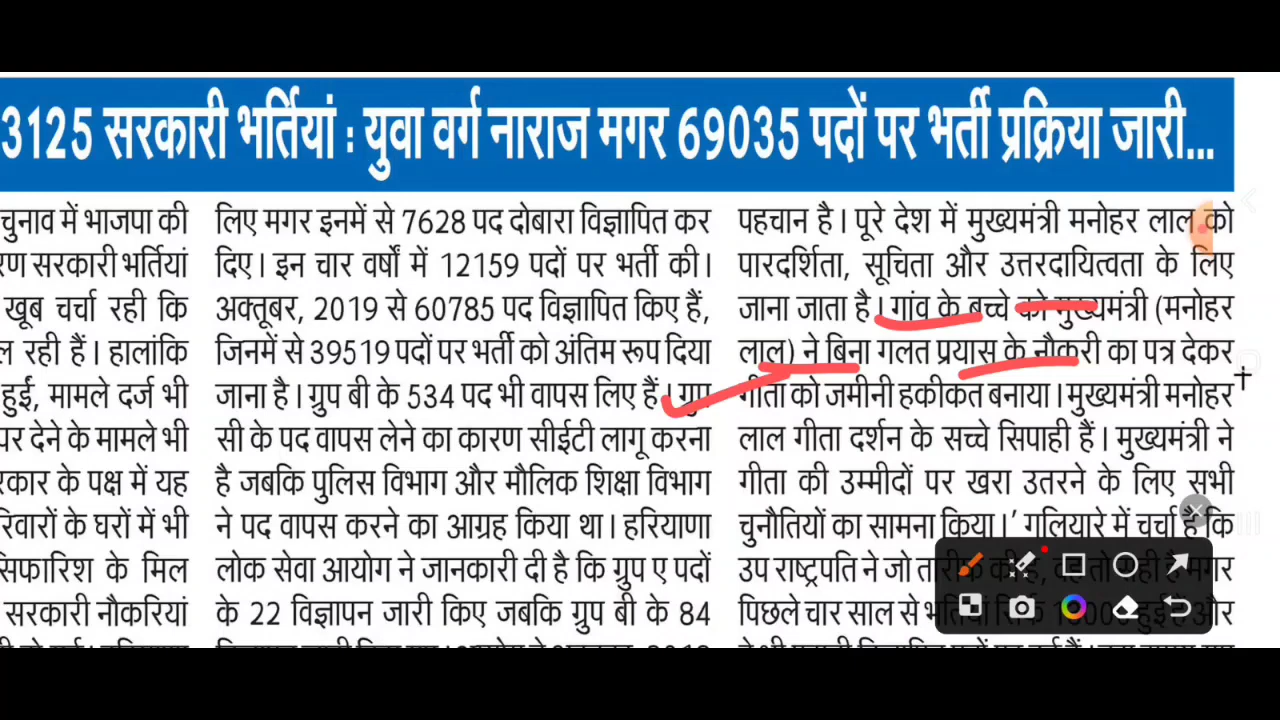 3125 सरकारी भर्तियां : युवा वर्ग नाराज मगर 69035 पदों पर भर्ती प्रक्रिया जारी...
चुनाव में भाजपा की
रण सरकारी भर्तियां
खूब चर्चा रही कि
ल रही हैं। हालांकि
हुई, मामले दर्ज भी
पर देने के मामले भी
रकार के पक्ष में यह
रिवारों के घरों में भी
सिफारिश के मिल
सरकारी नौकरियां
लिए मगर इनमें से 7628 पद दोबारा विज्ञापित कर
दिए। इन चार वर्षों में 12159 पदों पर भर्ती की।
अक्तूबर, 2019 से 60785 पद विज्ञापित किए हैं,
जिनमें से 39519 पदों पर भर्ती को अंतिम रूप दिया
जाना है। ग्रुप बी के 534 पद भी वापस लिए हैं। ग्रुप
सी के पद वापस लेने का कारण सीईटी लागू करना
है जबकि पुलिस विभाग और मौलिक शिक्षा विभाग
ने पद वापस करने का आग्रह किया था। हरियाणा
लोक सेवा आयोग ने जानकारी दी है कि ग्रुप ए पदों
के 22 विज्ञापन जारी किए जबकि ग्रुप बी के 84
पहचान है। पूरे देश में मुख्यमंत्री मनोहर लाल को
पारदर्शिता, सूचिता और उत्तरदायित्वता के लिए
जाना जाता है। गांव के बच्चे को मुख्यमंत्री (मनोहर
लाल) ने बिना गलत प्रयास के नौकरी का पत्र देकर
गीता को जमीनी हकीकत बनाया। मुख्यमंत्री मनोहर
लाल गीता दर्शन के सच्चे सिपाही हैं। मुख्यमंत्री ने
गीता की उम्मीदों पर खरा उतरने के लिए सभी
चुनौतियों का सामना किया।' गलियारे में चर्चा है कि
उप राष्ट्रपति ने जो मगर
पिछले चार साल से और